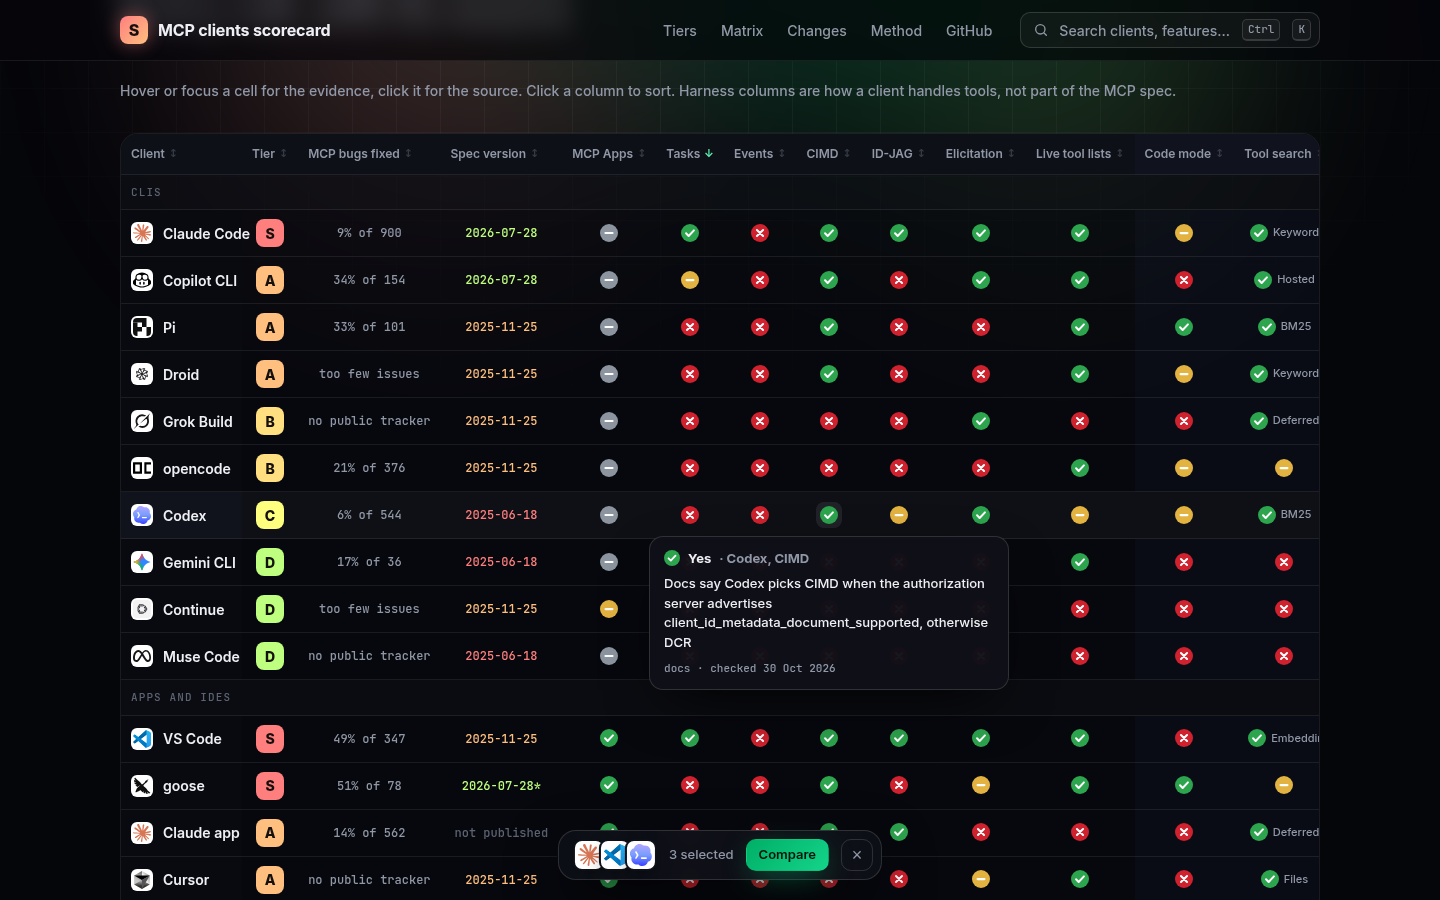 S MCP clients scorecard Tiers Matrix Changes Method GitHub Search clients, features... Ctrl K
Hover or focus a cell for the evidence, click it for the source. Click a column to sort. Harness columns are how a client handles tools, not part of the MCP spec.
Client Tier MCP bugs fixed Spec version MCP Apps Tasks Events CIMD ID-JAG Elicitation Live tool lists Code mode Tool search
CLIS
Claude Code S 9% of 900 2026-07-28 Keyword
Copilot CLI A 34% of 154 2026-07-28 Hosted
Pi A 33% of 101 2025-11-25 BM25
Droid A too few issues 2025-11-25 Keyword
Grok Build B no public tracker 2025-11-25 Deferred
opencode B 21% of 376 2025-11-25
Codex C 6% of 544 2025-06-18 BM25
Gemini CLI D 17% of 36 2025-06-18
Continue D too few issues 2025-11-25
Muse Code D no public tracker 2025-06-18
Yes · Codex, CIMD
Docs say Codex picks CIMD when the authorization
server advertises
client_id_metadata_document_supported, otherwise
DCR
docs · checked 30 Oct 2026
APPS AND IDES
VS Code S 49% of 347 2025-11-25 Embeddin
goose S 51% of 78 2026-07-28*
Claude app A 14% of 562 not published Deferred
Cursor A no public tracker 2025-11-25 Files
3 selected Compare